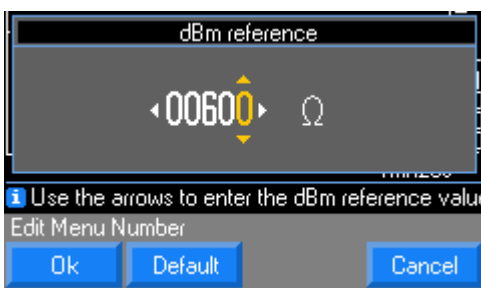 dBm reference
00600 Ω
Use the arrows to enter the dBm reference valu
Edit Menu Number
Ok Default Cancel